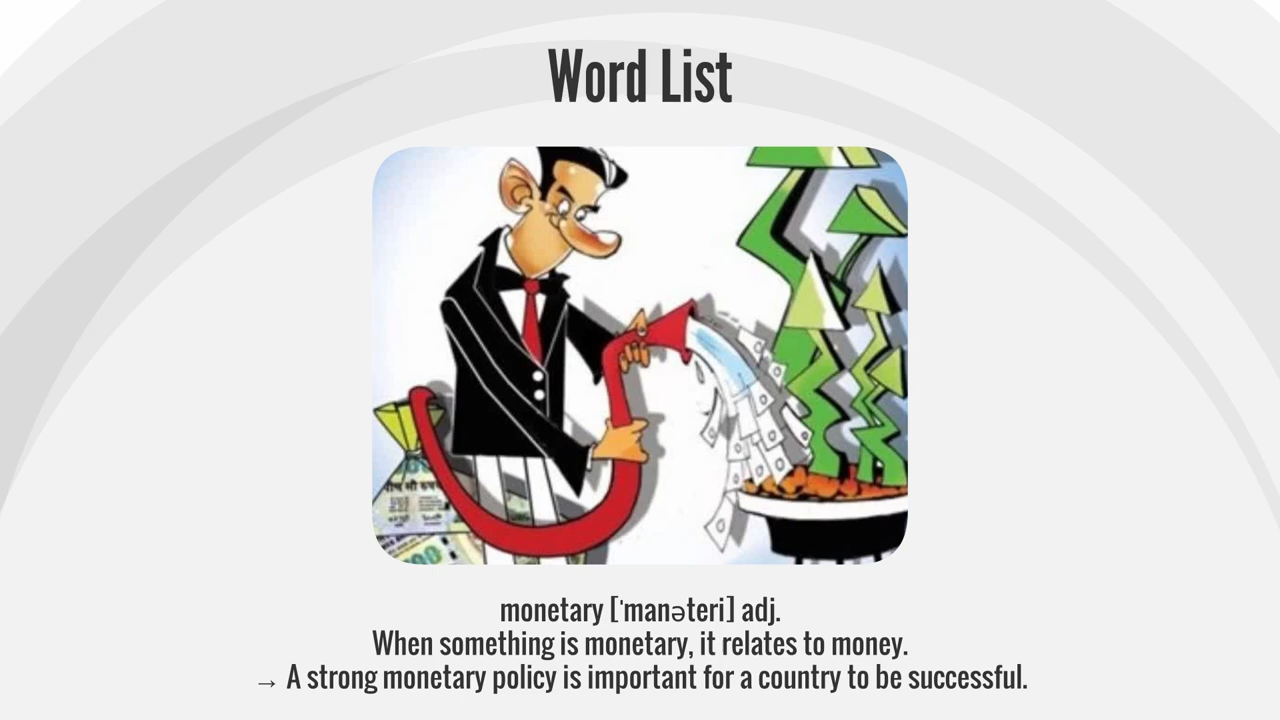 Word List
monetary [ˈmanəteri] adj.
When something is monetary, it relates to money.
→ A strong monetary policy is important for a country to be successful.